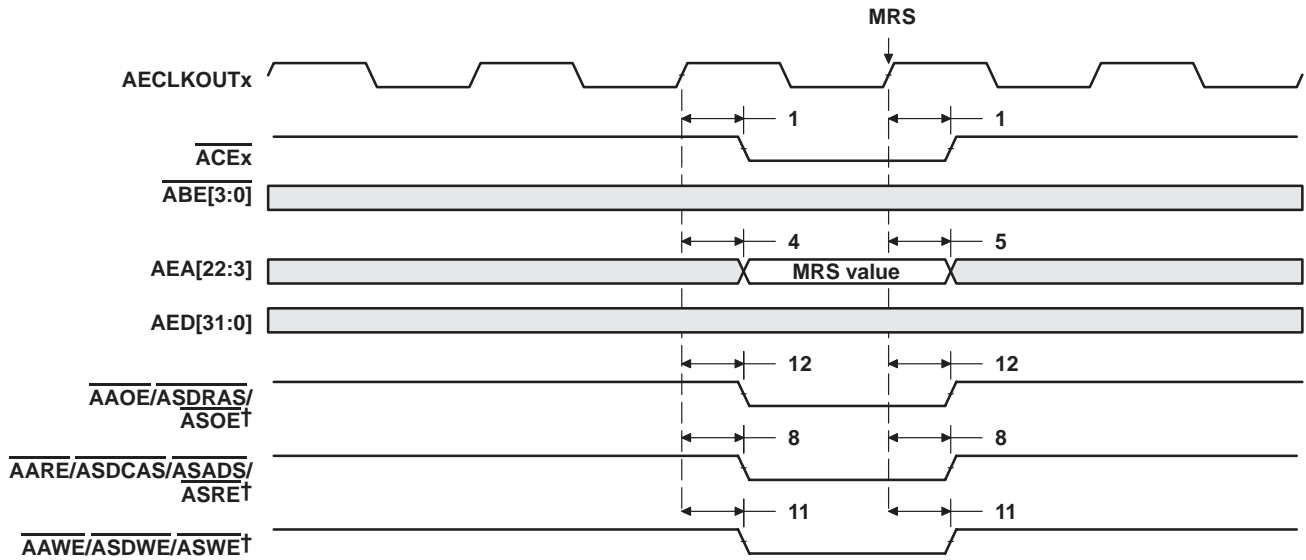 MRS
AECLKOUTx
1 1
ACEx
ABE[3:0]
4 5
AEA[22:3] MRS value
AED[31:0]
12 12
AAOE/ASDRAS/
ASOE†
8 8
AARE/ASDCAS/ASADS/
ASRE†
11 11
AAWE/ASDWE/ASWE†